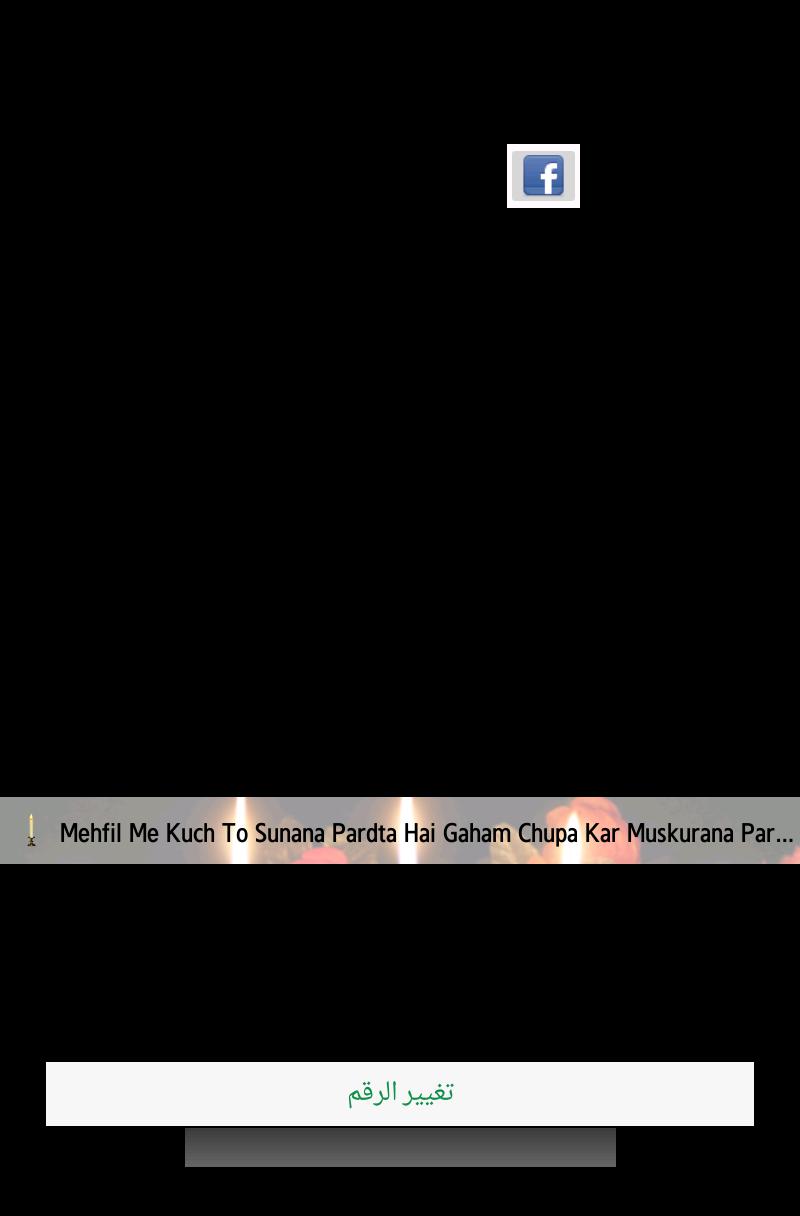 Mehfil Me Kuch To Sunana Pardta Hai Gaham Chupa Kar Muskurana Par...
تغيير الرقم